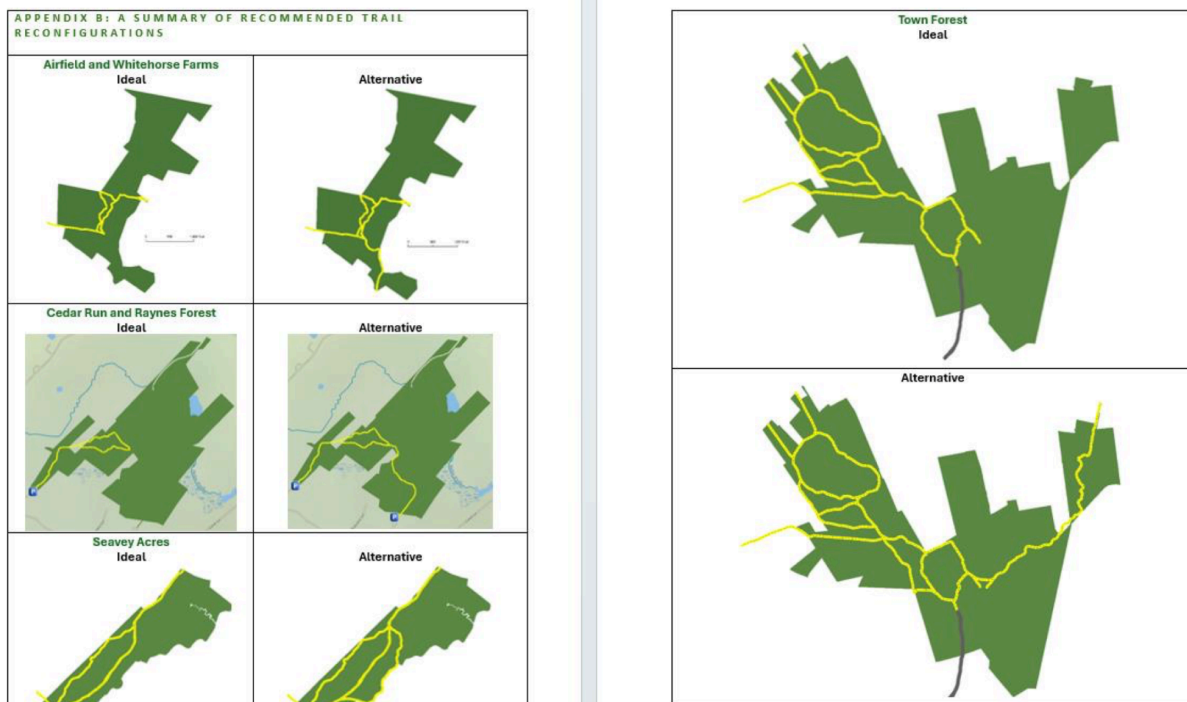 APPENDIX B: A SUMMARY OF RECOMMENDED TRAIL
RECONFIGURATIONS
Airfield and Whitehorse Farms
Ideal
Alternative
Cedar Run and Raynes Forest
Ideal
Alternative
P
P
P
Seavey Acres
Ideal
Alternative
Town Forest
Ideal
Alternative